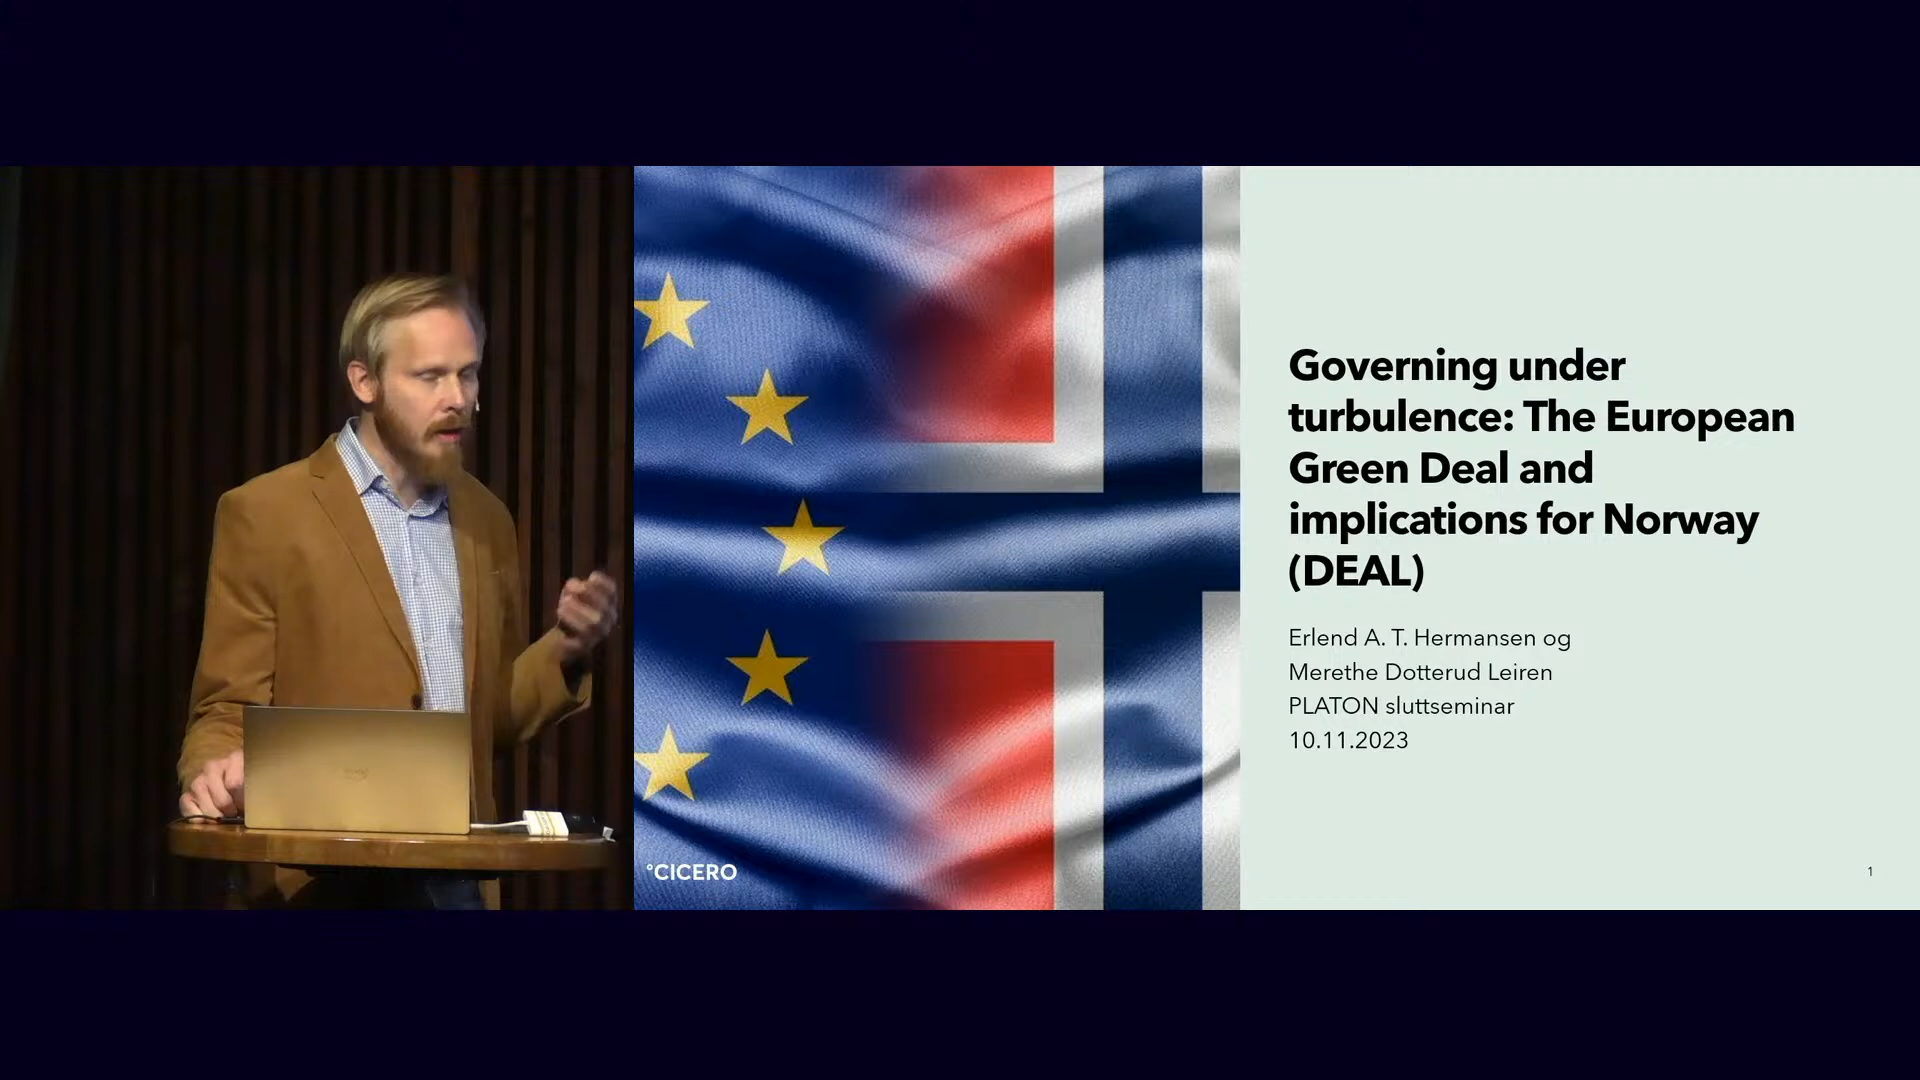 Governing under
turbulence: The European
Green Deal and
implications for Norway
(DEAL)
Erlend A. T. Hermansen og
Merethe Dotterud Leiren
PLATON sluttseminar
10.11.2023
°CICERO
1